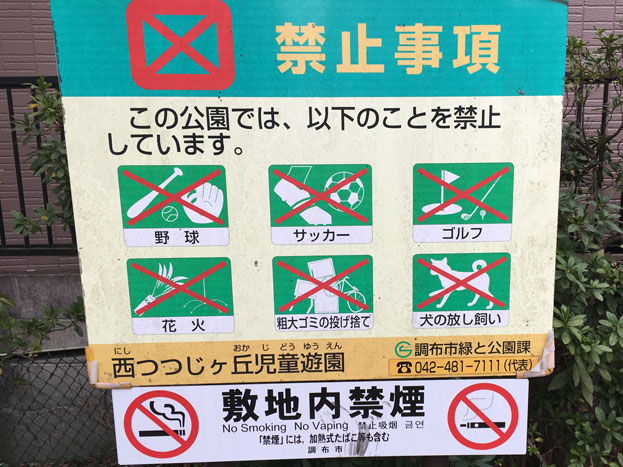 禁止事項
この公園では、以下のことを禁止
しています。
野球
サッカー
ゴルフ
花火
粗大ゴミの投げ捨て
犬の放し飼い
にし おか じ どう ゆう えん
西つつじヶ丘児童遊園
調布市緑と公園課
☎042-481-7111(代表)
敷地内禁煙
No Smoking No Vaping 禁止吸烟 금연
「禁煙」には、加熱式たばこ等も含む
調布市